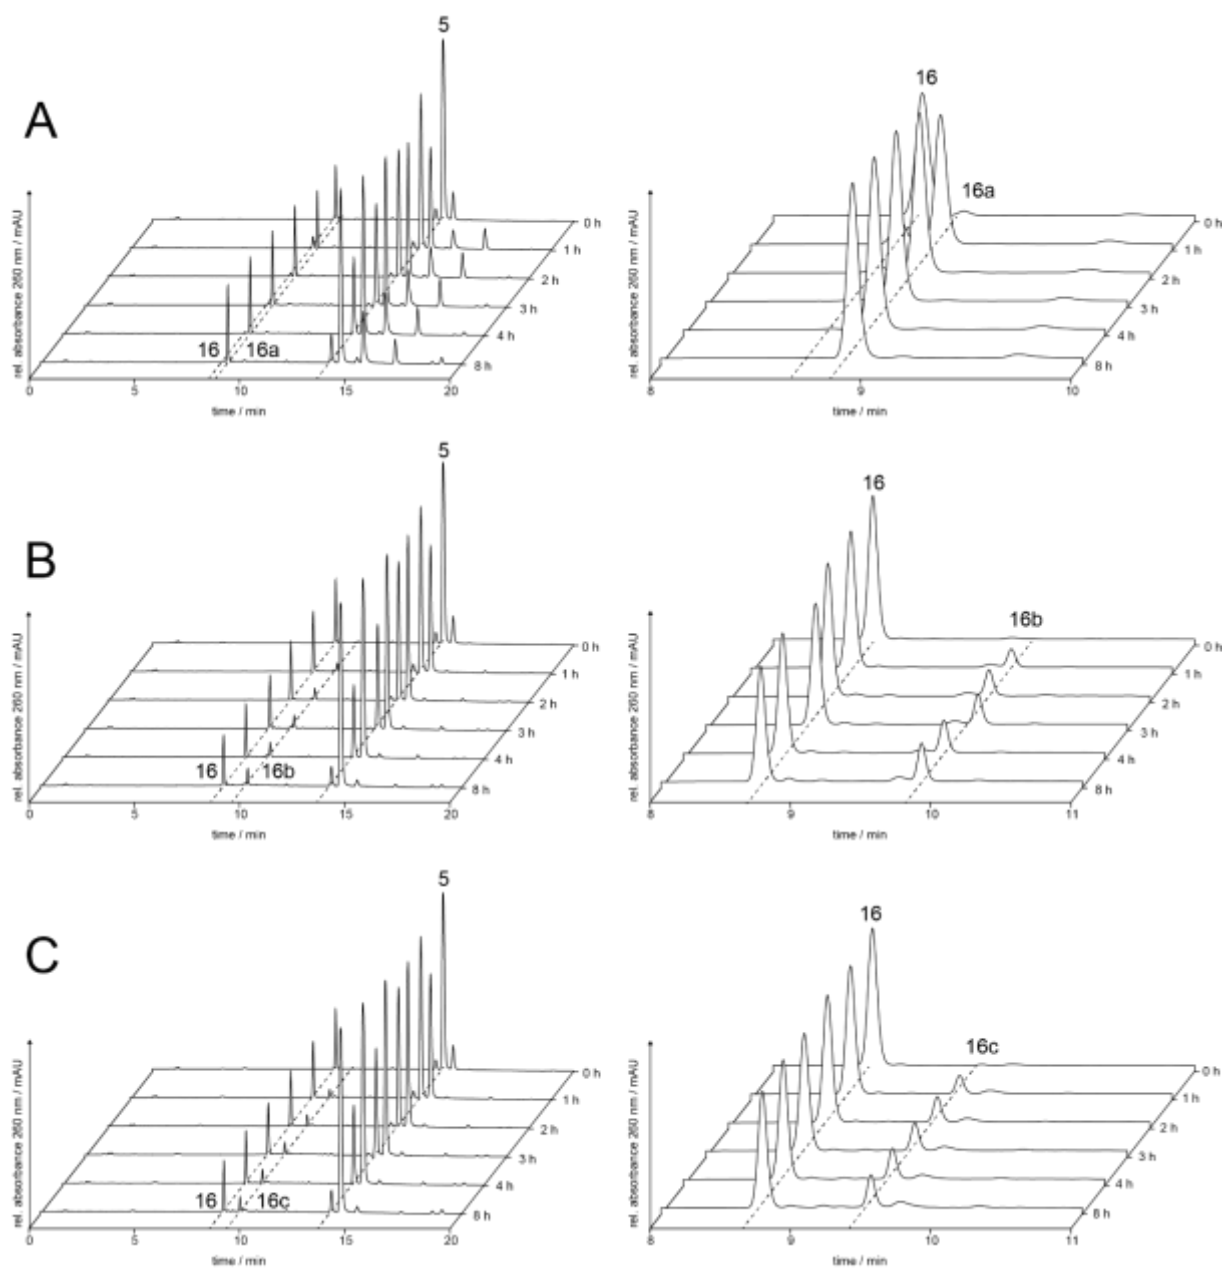 A
5
rel. absorbance 260 nm / mAU
16 16a
0 h
1 h
2 h
3 h
4 h
8 h
0 5 10 15 20
time / min
16
16a
rel. absorbance 260 nm / mAU
0 h
1 h
2 h
3 h
4 h
8 h
8 9 10
time / min
B
5
rel. absorbance 260 nm / mAU
16 16b
0 h
1 h
2 h
3 h
4 h
8 h
0 5 10 15 20
time / min
16
16b
rel. absorbance 260 nm / mAU
0 h
1 h
2 h
3 h
4 h
8 h
8 9 10 11
time / min
C
5
rel. absorbance 260 nm / mAU
16 16c
0 h
1 h
2 h
3 h
4 h
8 h
0 5 10 15 20
time / min
16
16c
rel. absorbance 260 nm / mAU
0 h
1 h
2 h
3 h
4 h
8 h
8 9 10 11
time / min